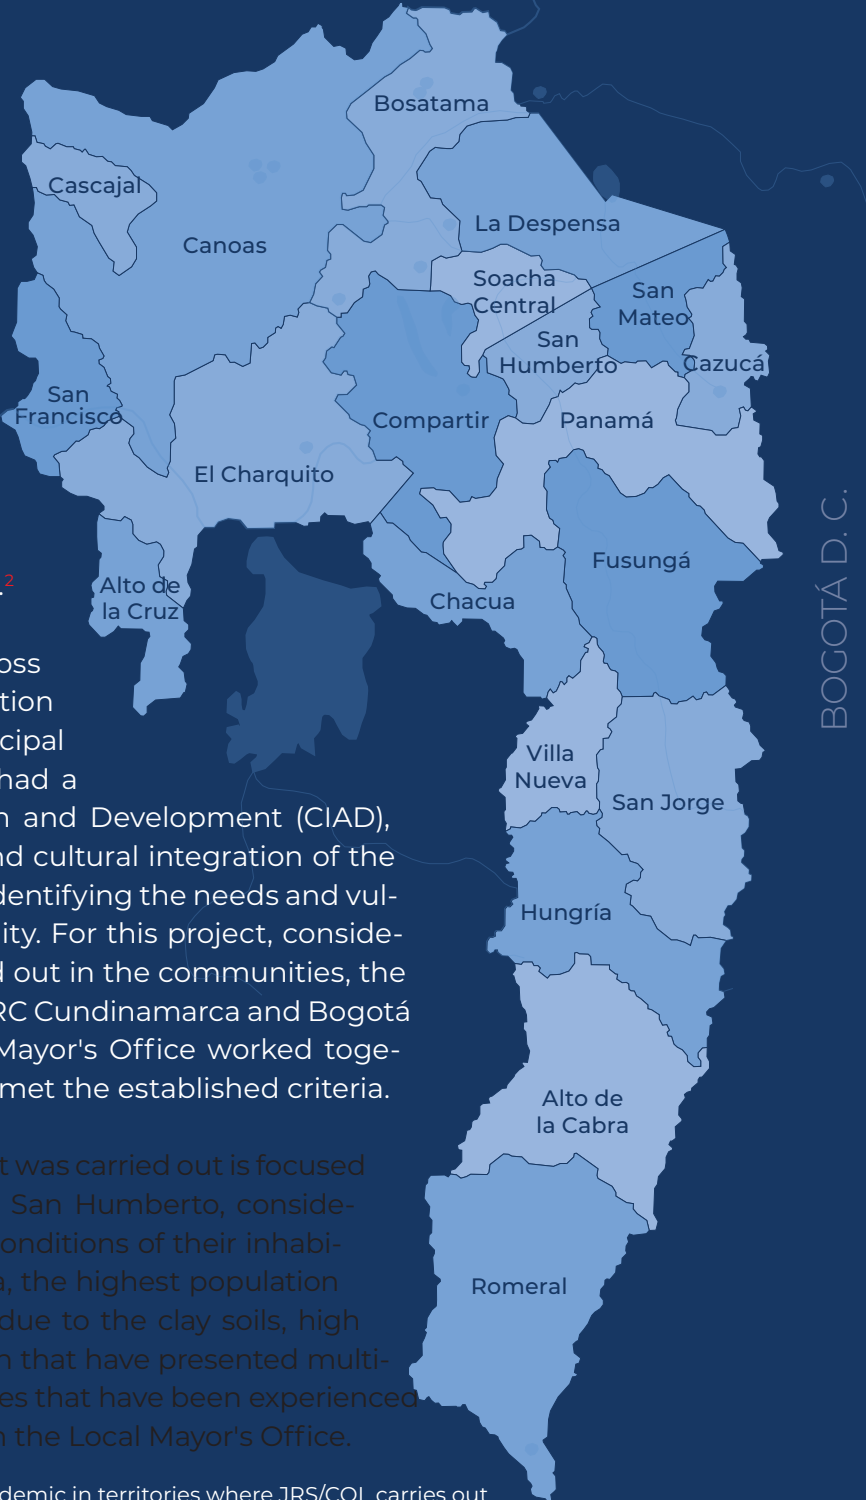 Bosatama
Cascajal
Canoas
La Despensa
Soacha
Central
San
Mateo
San
Humberto
Cazucá
San
Francisco
Compartir
Panamá
El Charquito
BOGOTÁ D. C.
Fusungá
Alto de
la Cruz
Chacua
Villa
Nueva
San Jorge
Hungría
Alto de
la Cabra
Romeral
.2
oss
tion
cipal
had a
n and Development (CIAD),
nd cultural integration of the
dentifying the needs and vul-
ity. For this project, conside-
d out in the communities, the
RC Cundinamarca and Bogotá
Mayor's Office worked toge-
met the established criteria.
t was carried out is focused
San Humberto, conside-
onditions of their inhabi-
a, the highest population
due to the clay soils, high
n that have presented multi-
es that have been experienced
n the Local Mayor's Office.
demic in territories where JRS/COL carries out